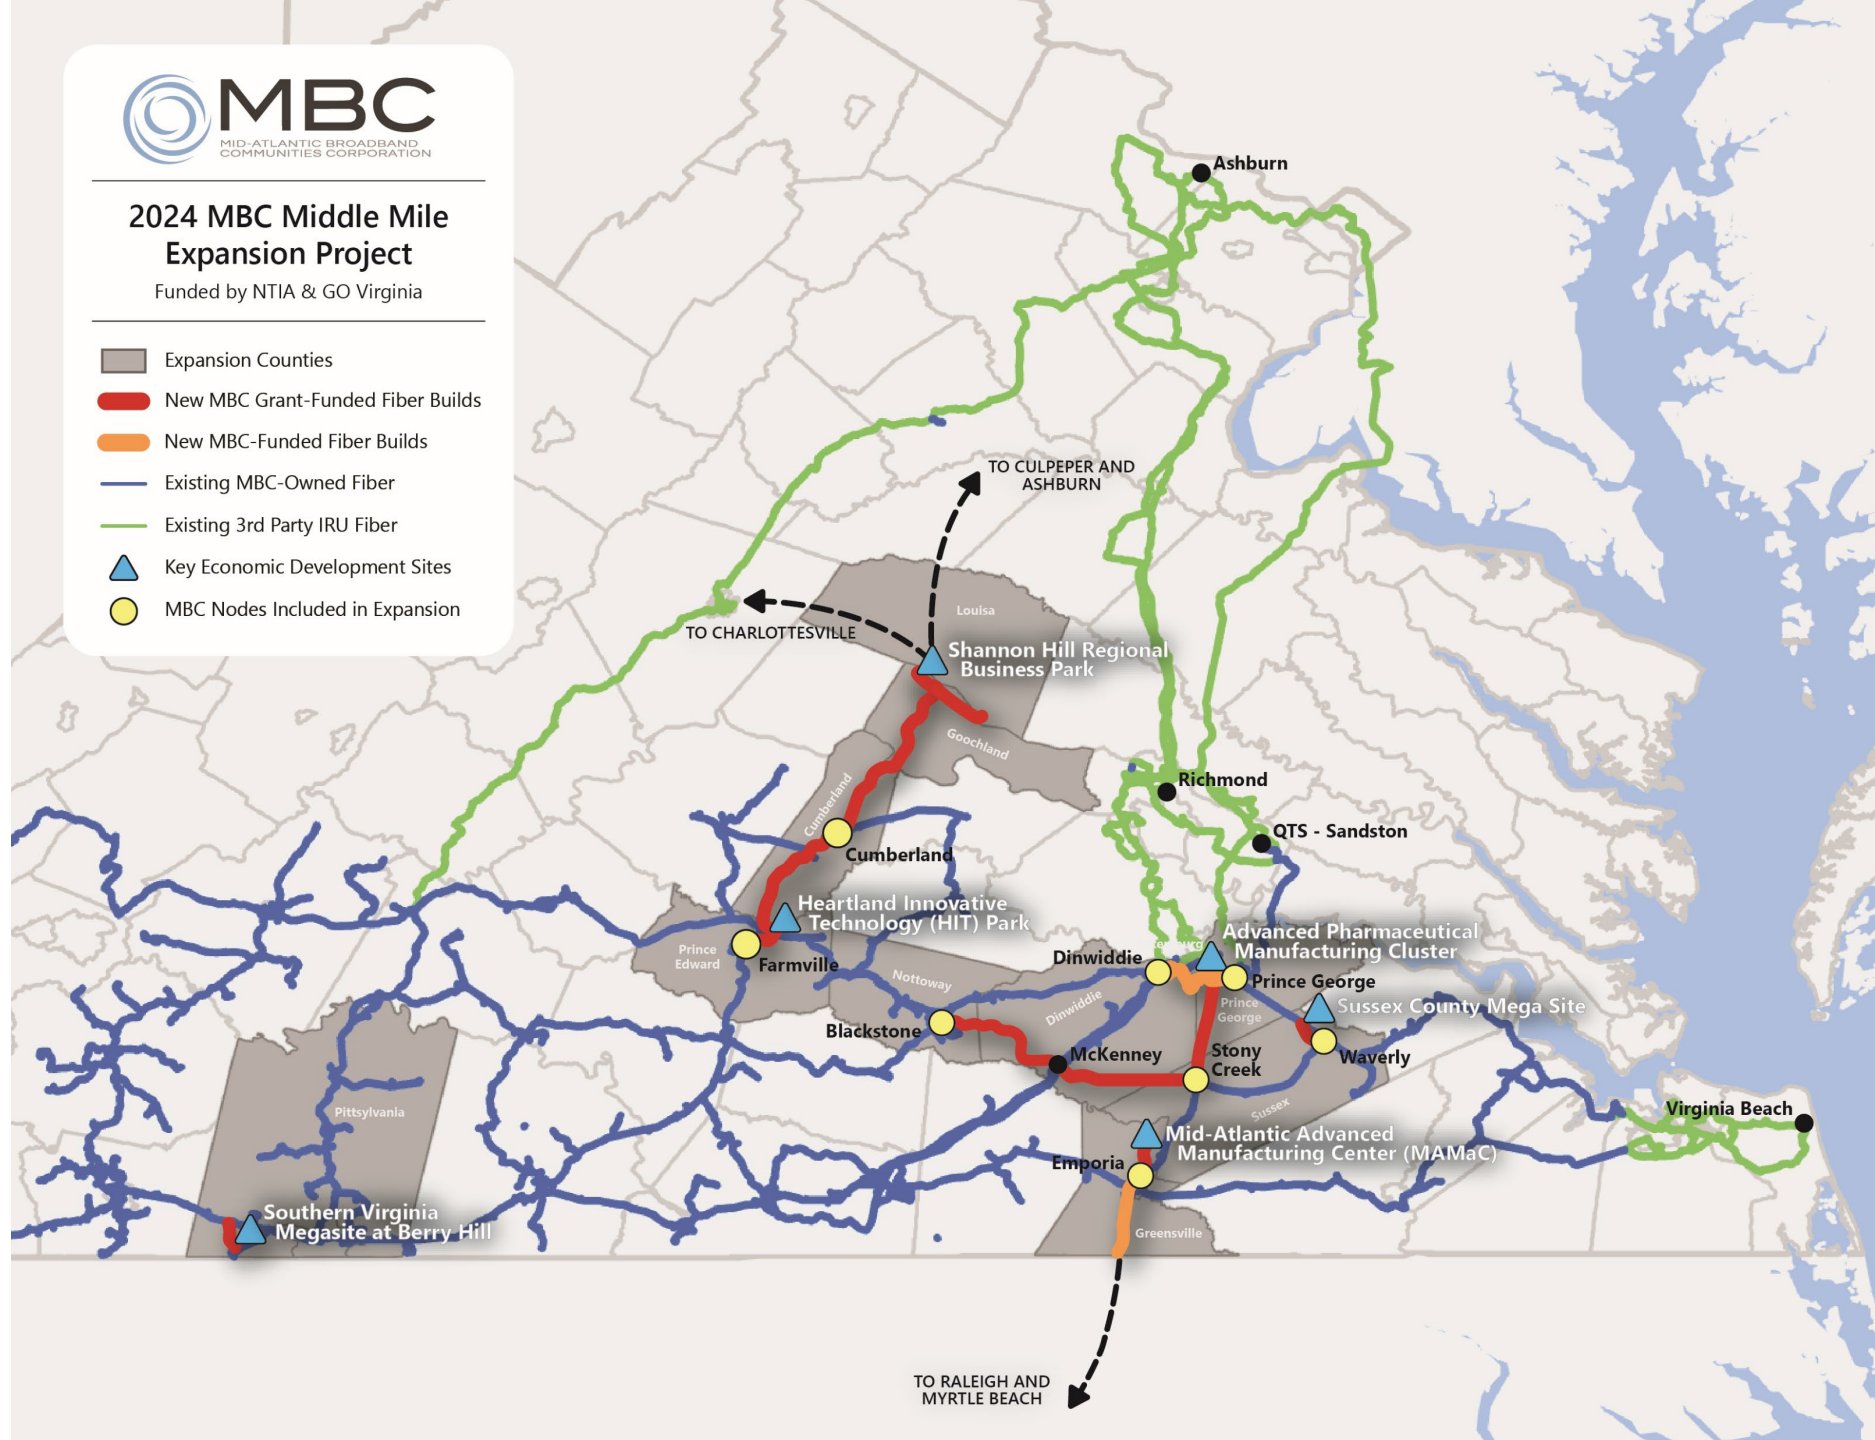 MBC
MID-ATLANTIC BROADBAND
COMMUNITIES CORPORATION
2024 MBC Middle Mile
Expansion Project
Funded by NTIA & GO Virginia
Expansion Counties
New MBC Grant-Funded Fiber Builds
New MBC-Funded Fiber Builds
Existing MBC-Owned Fiber
Existing 3rd Party IRU Fiber
Key Economic Development Sites
MBC Nodes Included in Expansion
Ashburn
TO CULPEPER AND
ASHBURN
Louisa
TO CHARLOTTESVILLE
Shannon Hill Regional
Business Park
Goochland
Richmond
Cumberland
QTS - Sandston
Cumberland
Heartland Innovative
Technology (HIT) Park
Prince
Edward
Farmville
Advanced Pharmaceutical
Manufacturing Cluster
Dinwiddie
Nottoway
Prince George
Dinwiddie
Prince
George
Sussex County Mega Site
Blackstone
McKenney
Stony
Creek
Waverly
Pittsylvania
Sussex
Virginia Beach
Mid-Atlantic Advanced
Manufacturing Center (MAMaC)
Emporia
Southern Virginia
Megasite at Berry Hill
Greensville
TO RALEIGH AND
MYRTLE BEACH